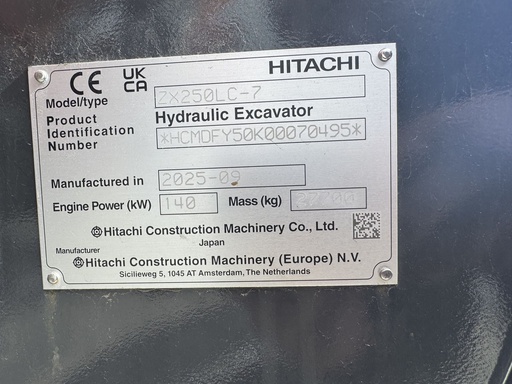 CE UK CA HITACHI
Model/type ZX250LC-7
Hydraulic Excavator
Product Identification Number *HCMDFY50K00070495*
Manufactured in 2025-09
Engine Power (kW) 140 Mass (kg)
Hitachi Construction Machinery Co., Ltd.
Japan
Manufacturer
Hitachi Construction Machinery (Europe) N.V.
Sicilieweg 5, 1045 AT Amsterdam, The Netherlands